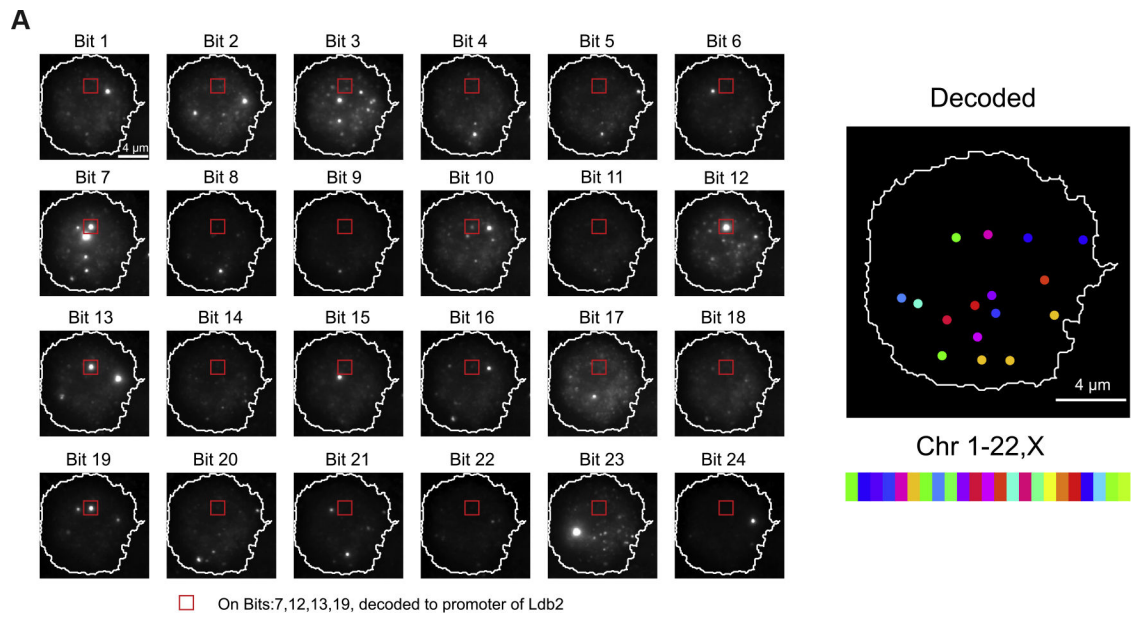 A
Bit 1 Bit 2 Bit 3 Bit 4 Bit 5 Bit 6
4 μm
Bit 7 Bit 8 Bit 9 Bit 10 Bit 11 Bit 12
Bit 13 Bit 14 Bit 15 Bit 16 Bit 17 Bit 18
Bit 19 Bit 20 Bit 21 Bit 22 Bit 23 Bit 24
On Bits:7,12,13,19, decoded to promoter of Ldb2
Decoded
4 μm
Chr 1-22,X